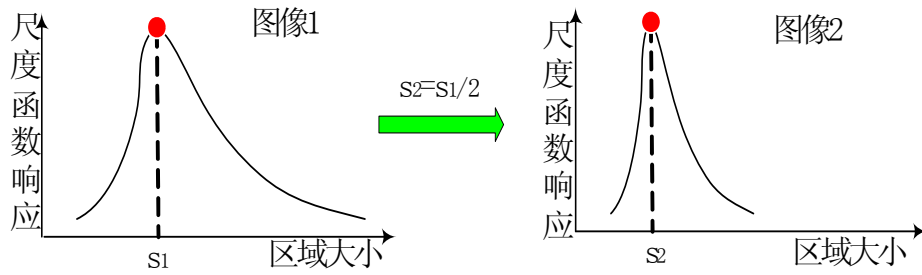 尺度函数响应
图像1
S1
区域大小
S2=S1/2
尺度函数响应
图像2
S2
区域大小